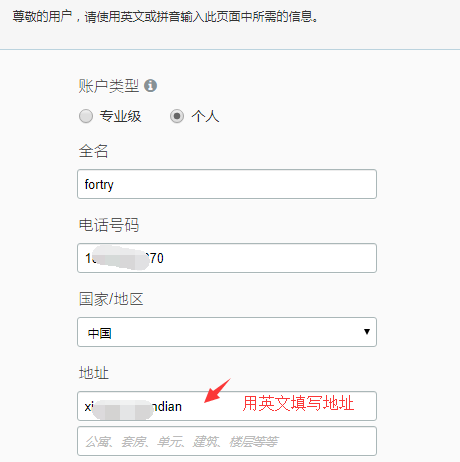 尊敬的用户，请使用英文或拼音输入此页面中所需的信息。
账户类型
专业级 个人
全名
fortry
电话号码
1 70
国家/地区
中国
地址
xi ndian
用英文填写地址
公寓、套房、单元、建筑、楼层等等